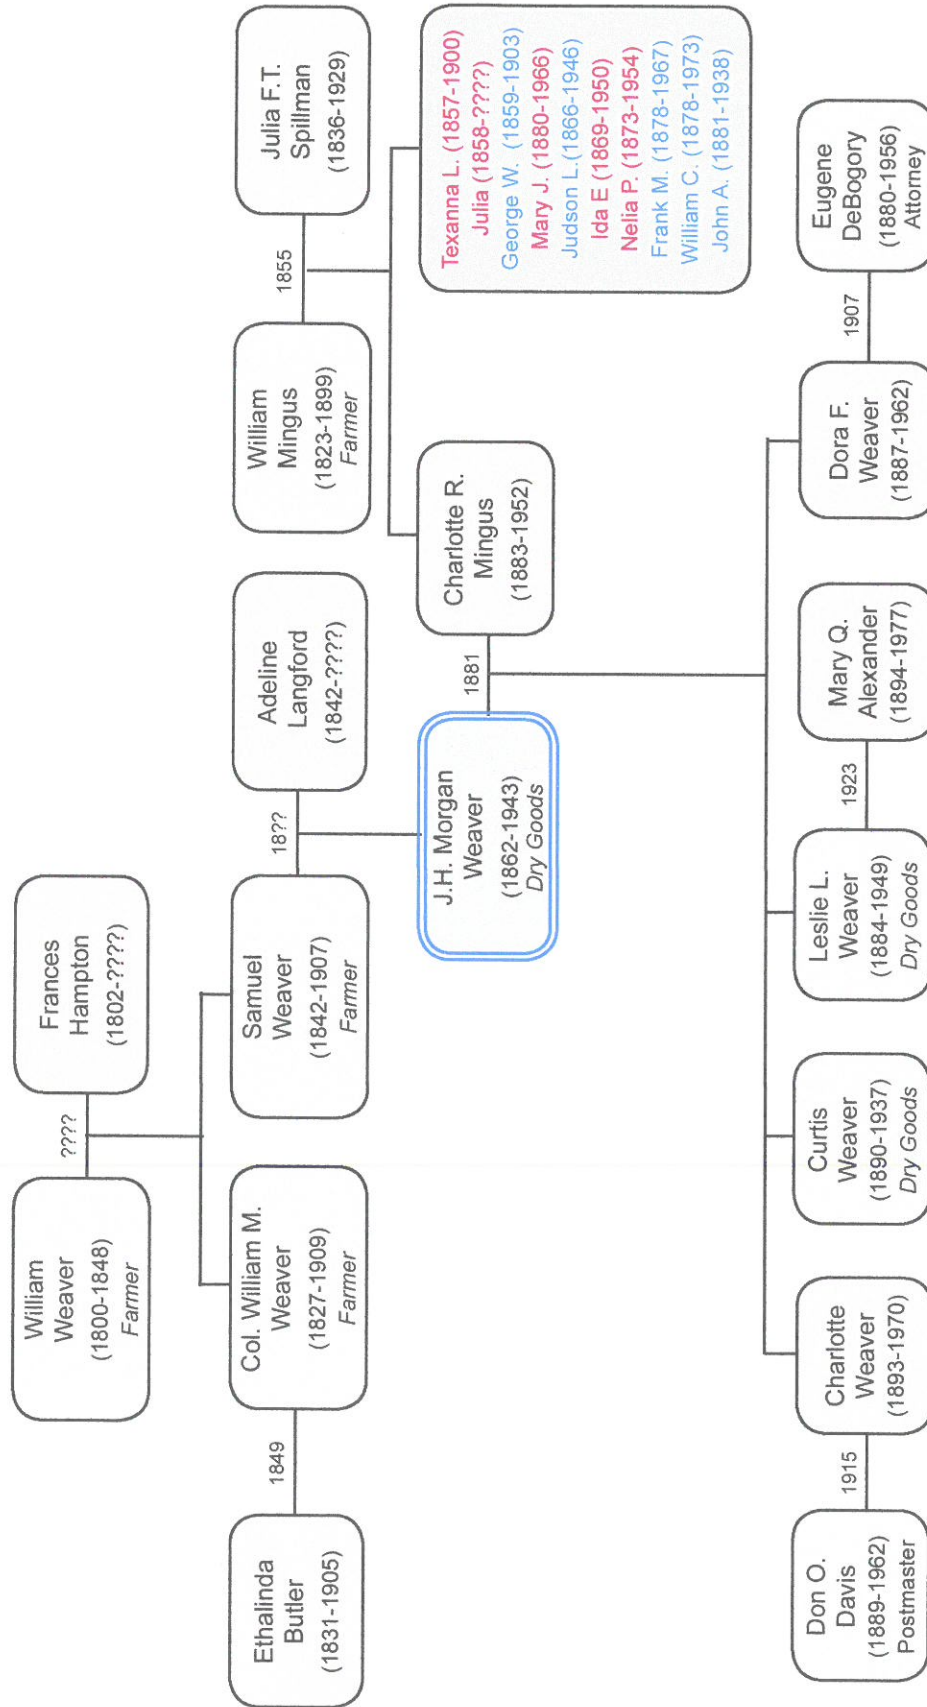 William
Weaver
(1800-1848)
Farmer
????
Frances
Hampton
(1802-????)
Ethalinda
Butler
(1831-1905)
1849
Col. William M.
Weaver
(1827-1909)
Farmer
Samuel
Weaver
(1842-1907)
Farmer
18??
Adeline
Langford
(1842-????)
William
Mingus
(1823-1899)
Farmer
1855
Julia F.T.
Spillman
(1836-1929)
J.H. Morgan
Weaver
(1862-1943)
Dry Goods
1881
Charlotte R.
Mingus
(1883-1952)
Texanna L. (1857-1900)
Julia (1858-????)
George W. (1859-1903)
Mary J. (1880-1966)
Judson L.(1866-1946)
Ida E (1869-1950)
Nelia P. (1873-1954)
Frank M. (1878-1967)
William C. (1878-1973)
John A. (1881-1938)
Don O.
Davis
(1889-1962)
Postmaster
1915
Charlotte
Weaver
(1893-1970)
Curtis
Weaver
(1890-1937)
Dry Goods
Leslie L.
Weaver
(1884-1949)
Dry Goods
1923
Mary Q.
Alexander
(1894-1977)
Dora F.
Weaver
(1887-1962)
1907
Eugene
DeBogory
(1880-1956)
Attorney